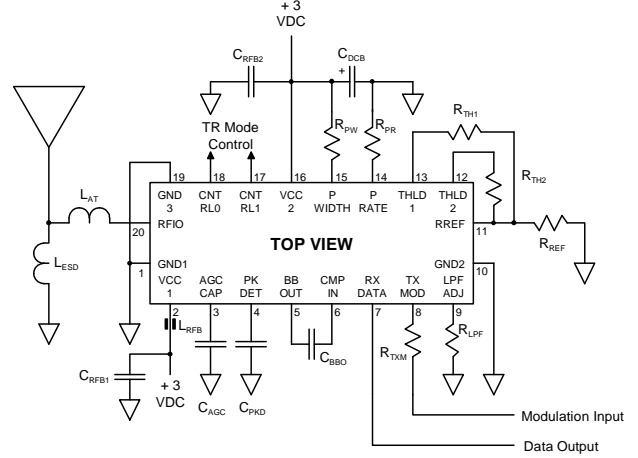 + 3
VDC
CRFB2
CDCB
+
TR Mode
Control
RPW
RPR
RTH1
RTH2
19
18
17
16
15
14
13
12
LAT
GND
3
CNT
RL0
CNT
RL1
VCC
2
P
WIDTH
P
RATE
THLD
1
THLD
2
20
RFIO
RREF
11
TOP VIEW
RREF
LESD
1
GND1
GND2
10
VCC
1
AGC
CAP
PK
DET
BB
OUT
CMP
IN
RX
DATA
TX
MOD
LPF
ADJ
2
3
4
5
6
7
8
9
LRFB
CBBO
RTXM
RLPF
CRFB1
+ 3
VDC
CAGC
CPKD
Modulation Input
Data Output